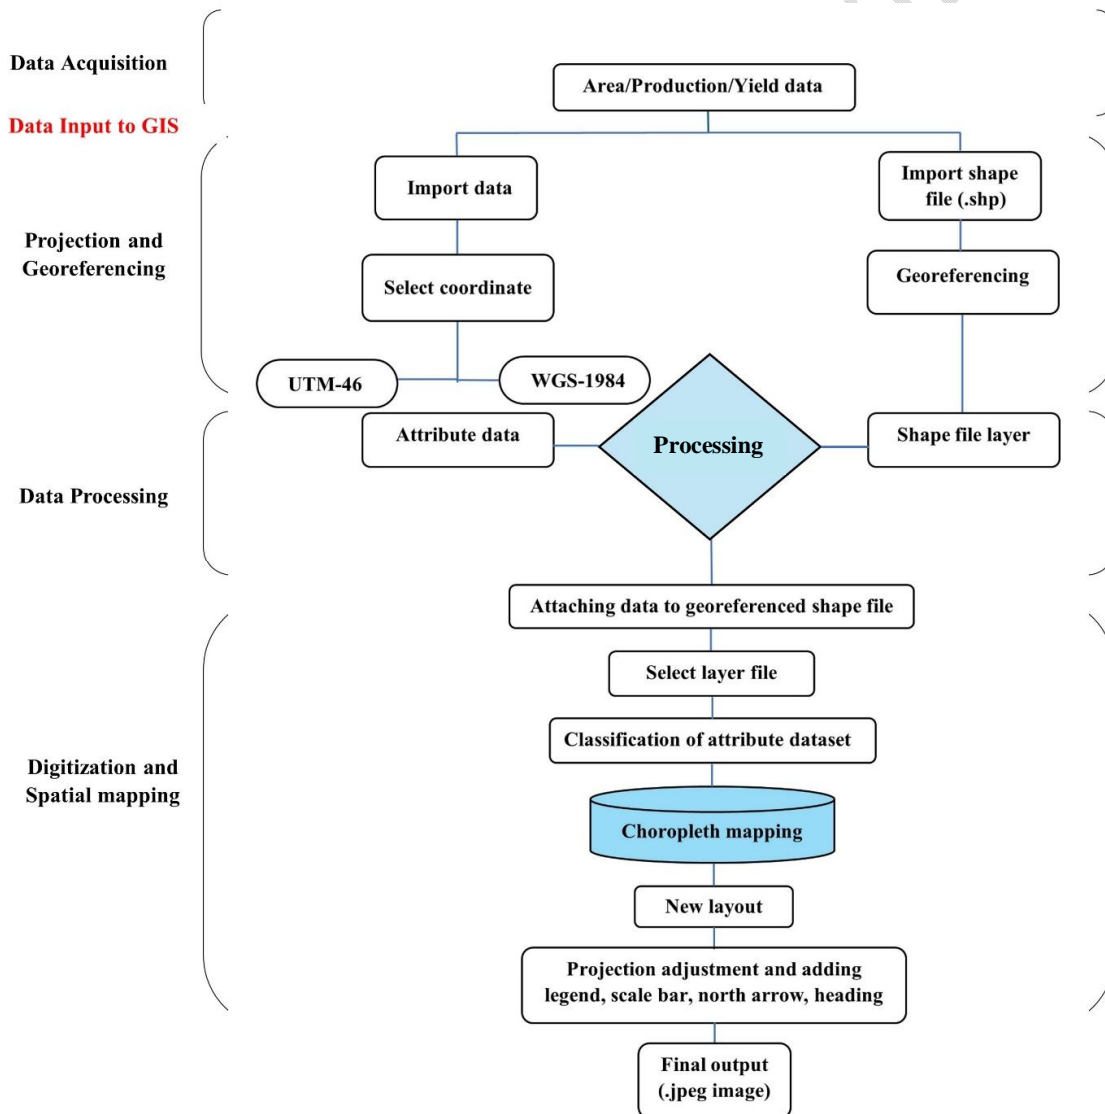 Data Acquisition
Area/Production/Yield data
Data Input to GIS
Import data
Import shape
file (.shp)
Projection and
Georeferencing
Select coordinate
Georeferencing
UTM-46
WGS-1984
Attribute data
Processing
Shape file layer
Data Processing
Attaching data to georeferenced shape file
Select layer file
Classification of attribute dataset
Digitization and
Spatial mapping
Choropleth mapping
New layout
Projection adjustment and adding
legend, scale bar, north arrow, heading
Final output
(.jpeg image)